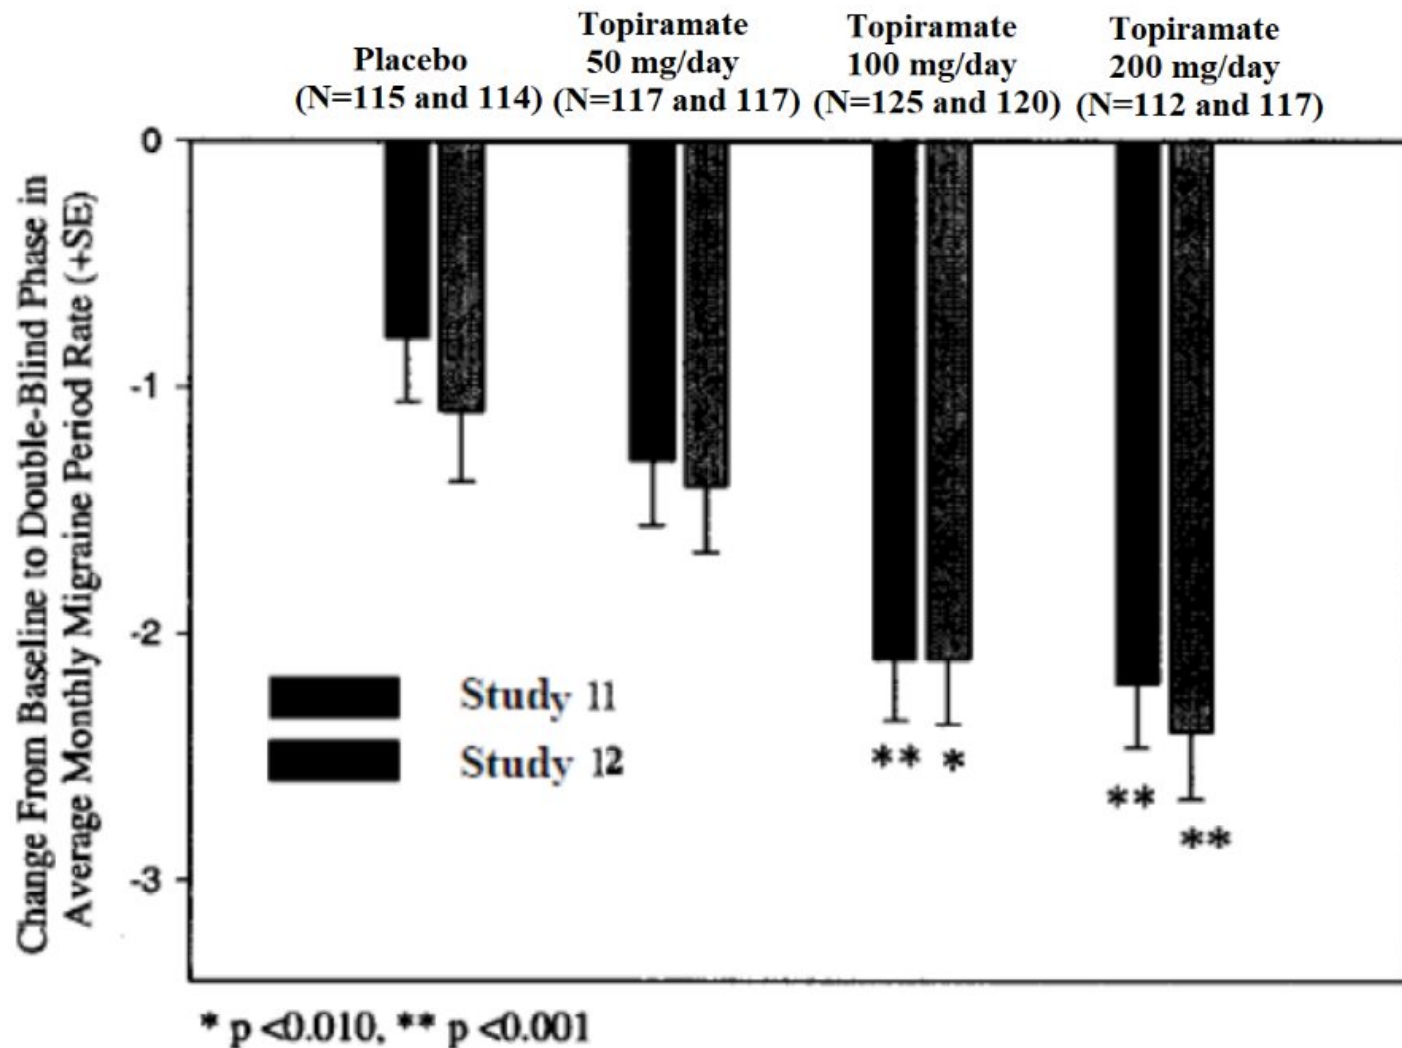 Placebo
(N=115 and 114)
Topiramate
50 mg/day
(N=117 and 117)
Topiramate
100 mg/day
(N=125 and 120)
Topiramate
200 mg/day
(N=112 and 117)
Change From Baseline to Double-Blind Phase in
Average Monthly Migraine Period Rate (+SE)
0
-1
-2
-3
Study 11
Study 12
** *
**
**
* p <0.010, ** p <0.001